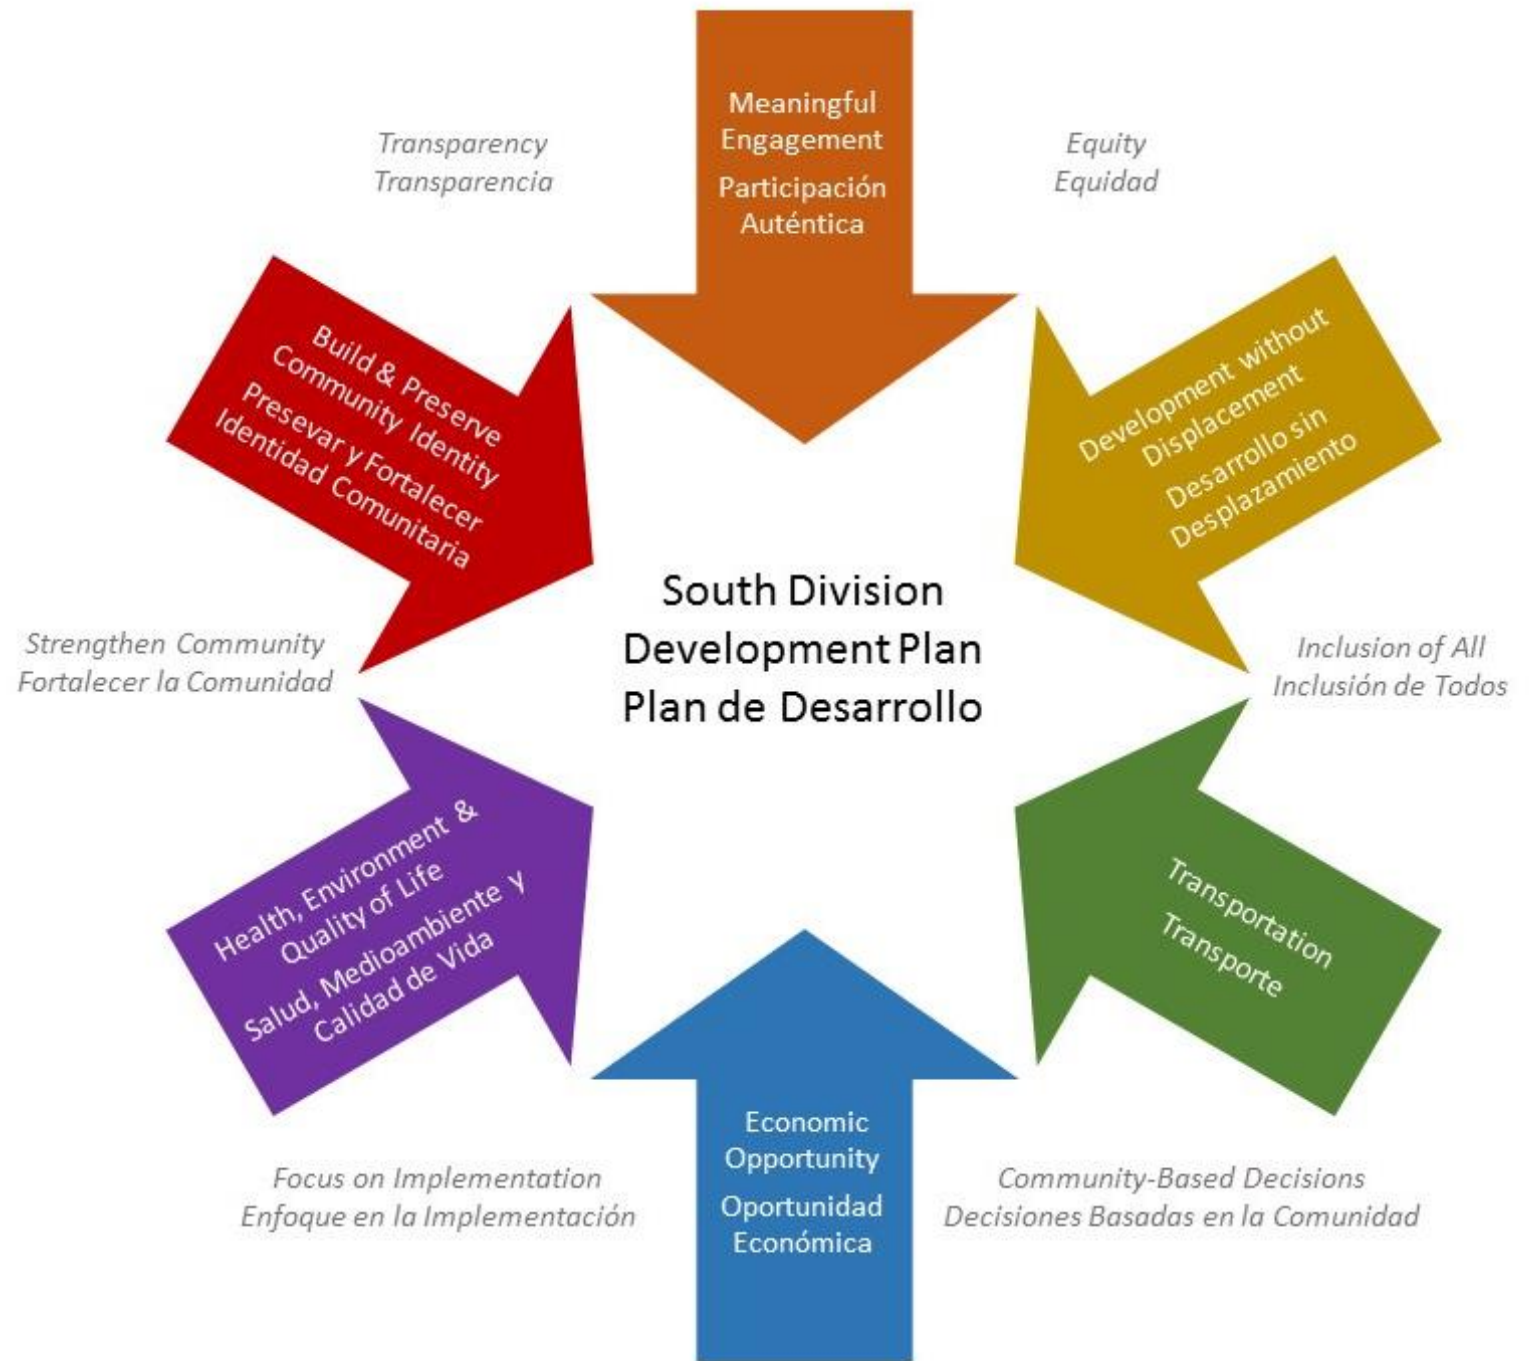 Meaningful
Engagement
Participación
Auténtica
Transparency
Transparencia
Equity
Equidad
Build & Preserve
Community Identity
Presevar y Fortalecer
Identidad Comunitaria
Development without
Displacement
Desarrollo sin
Desplazamiento
South Division
Development Plan
Plan de Desarrollo
Strengthen Community
Fortalecer la Comunidad
Inclusion of All
Inclusión de Todos
Health, Environment &
Quality of Life
Salud, Medioambiente y
Calidad de Vida
Transportation
Transporte
Economic
Opportunity
Oportunidad
Económica
Focus on Implementation
Enfoque en la Implementación
Community-Based Decisions
Decisiones Basadas en la Comunidad